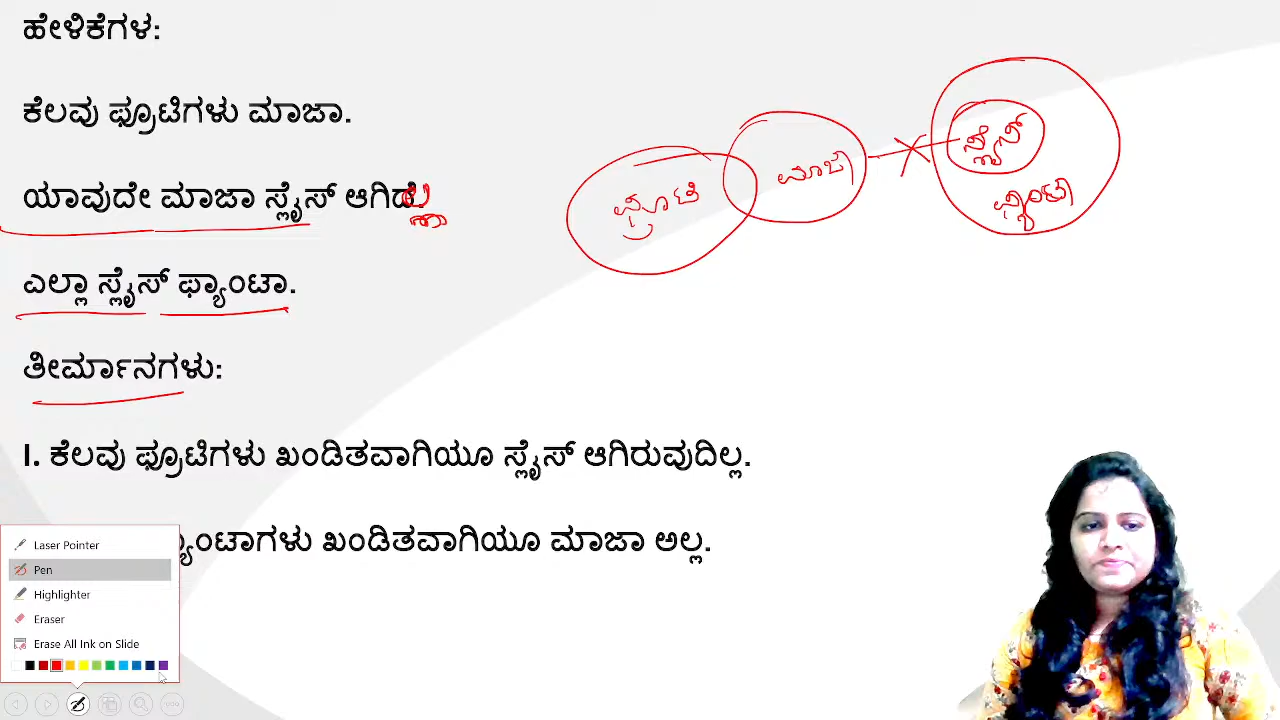 ಹೇಳಿಕೆಗಳ:
ಕೆಲವು ಫ್ರೂಟಿಗಳು ಮಾಜಾ.
ಯಾವುದೇ ಮಾಜಾ ಸ್ಲೈಸ್ ಆಗಿಲ್ಲ
ಎಲ್ಲಾ ಸ್ಲೈಸ್ ಫ್ಯಾಂಟಾ.
ತೀರ್ಮಾನಗಳು:
I. ಕೆಲವು ಫ್ರೂಟಿಗಳು ಖಂಡಿತವಾಗಿಯೂ ಸ್ಲೈಸ್ ಆಗಿರುವುದಿಲ್ಲ.
ಖಂಡಿತವಾಗಿಯೂ ಮಾಜಾ ಅಲ್ಲ.
ಫ್ರೂಟಿ
ಮಾಜಾ
ಸ್ಲೈಸ್
ಫ್ಯಾಂಟಾ
Laser Pointer
Pen
Highlighter
Eraser
Erase All Ink on Slide